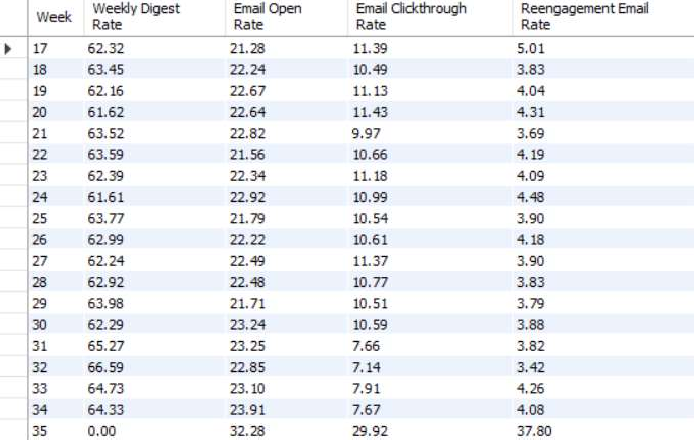 Week Weekly Digest Rate Email Open Rate Email Clickthrough Rate Reengagement Email Rate
17 62.32 21.28 11.39 5.01
18 63.45 22.24 10.49 3.83
19 62.16 22.67 11.13 4.04
20 61.62 22.64 11.43 4.31
21 63.52 22.82 9.97 3.69
22 63.59 21.56 10.66 4.19
23 62.39 22.34 11.18 4.09
24 61.61 22.92 10.99 4.48
25 63.77 21.79 10.54 3.90
26 62.99 22.22 10.61 4.18
27 62.24 22.49 11.37 3.90
28 62.92 22.48 10.77 3.83
29 63.98 21.71 10.51 3.79
30 62.29 23.24 10.59 3.88
31 65.27 23.25 7.66 3.82
32 66.59 22.85 7.14 3.42
33 64.73 23.10 7.91 4.26
34 64.33 23.91 7.67 4.08
35 0.00 32.28 29.92 37.80